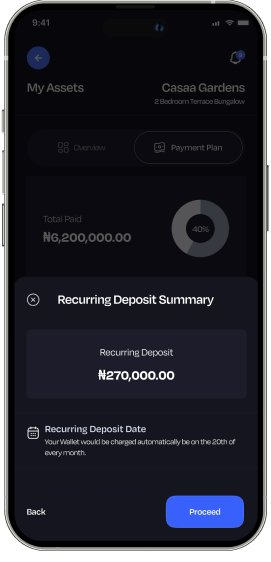 9:41
My Assets
Casaa Gardens
2 Bedroom Terrace Bungalow
Overview
Payment Plan
Total Paid
₦6,200,000.00
40%
Recurring Deposit Summary
Recurring Deposit
₦270,000.00
Recurring Deposit Date
Your Wallet would be charged automatically be on the 20th of
every month.
Back
Proceed